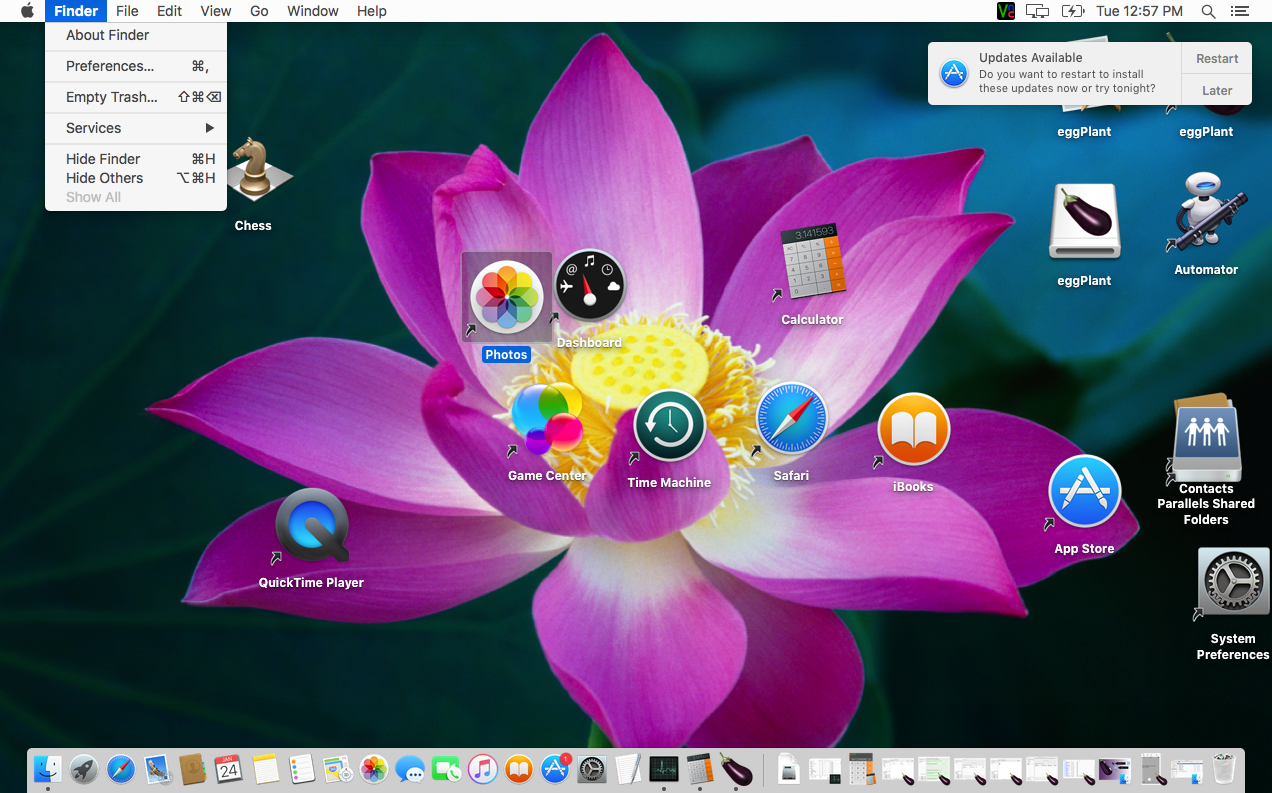 Finder File Edit View Go Window Help
Tue 12:57 PM
About Finder
Preferences... ⌘,
Empty Trash... ⇧⌘⌫
Services ▶
Hide Finder ⌘H
Hide Others ⌥⌘H
Show All
Updates Available
Do you want to restart to install
these updates now or try tonight?
Restart
Later
eggPlant
eggPlant
Chess
eggPlant
Automator
3.141593
Calculator
Dashboard
Photos
Game Center
Time Machine
Safari
iBooks
Contacts
Parallels Shared
Folders
App Store
QuickTime Player
System
Preferences
JAN
24
1